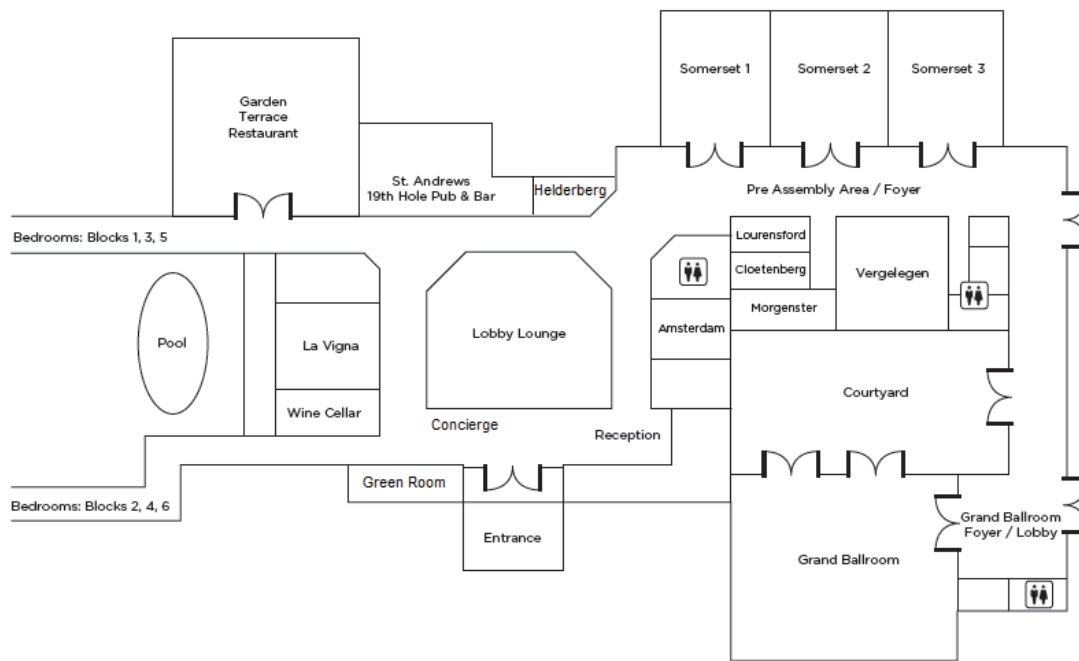 Somerset 1
Somerset 2
Somerset 3
Garden
Terrace
Restaurant
St. Andrews
19th Hole Pub & Bar
Helderberg
Pre Assembly Area / Foyer
Bedrooms: Blocks 1, 3, 5
Lourensford
Cloetenberg
Vergelegen
Morgenster
Pool
La Vigna
Lobby Lounge
Amsterdam
Wine Cellar
Concierge
Reception
Courtyard
Green Room
Bedrooms: Blocks 2, 4, 6
Entrance
Grand Ballroom
Foyer / Lobby
Grand Ballroom